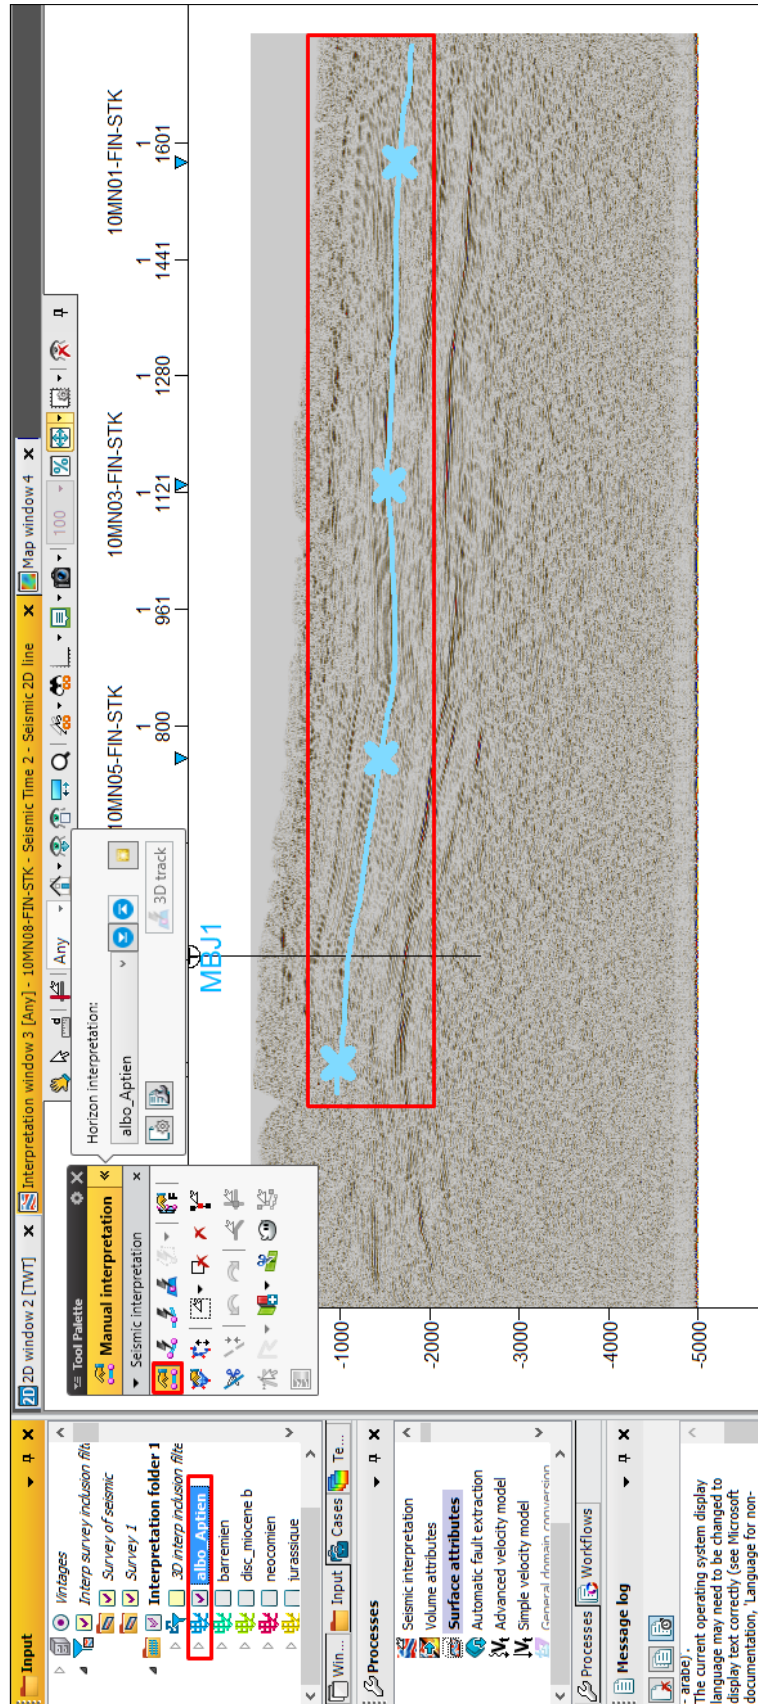 Input
Vintages
Interp survey inclusion filt
Survey of seismic
Survey 1
Interpretation folder 1
3D interp inclusion filte
albo_Aptien
barremien
disc_miocene b
neocomien
jurassique
Win...
Input
Cases
Te...
Processes
Seismic interpretation
Volume attributes
Surface attributes
Automatic fault extraction
Advanced velocity model
Simple velocity model
General domain conversion
Processes
Workflows
Message log
arabe).
The current operating system display
language may need to be changed to
display text correctly (see Microsoft
documentation, 'Language for non-
2D 2D window 2 [TWT]
Interpretation window 3 [Any] - 10MN08-FIN-STK - Seismic Time 2 - Seismic 2D line
Map window 4
Any
100
Tool Palette
Manual interpretation
Seismic interpretation
Horizon interpretation:
albo_Aptien
3D track
10MN05-FIN-STK
10MN03-FIN-STK
10MN01-FIN-STK
1 1 1 1 1 1
800 961 1121 1280 1441 1601
MBJ1
-1000
-2000
-3000
-4000
-5000